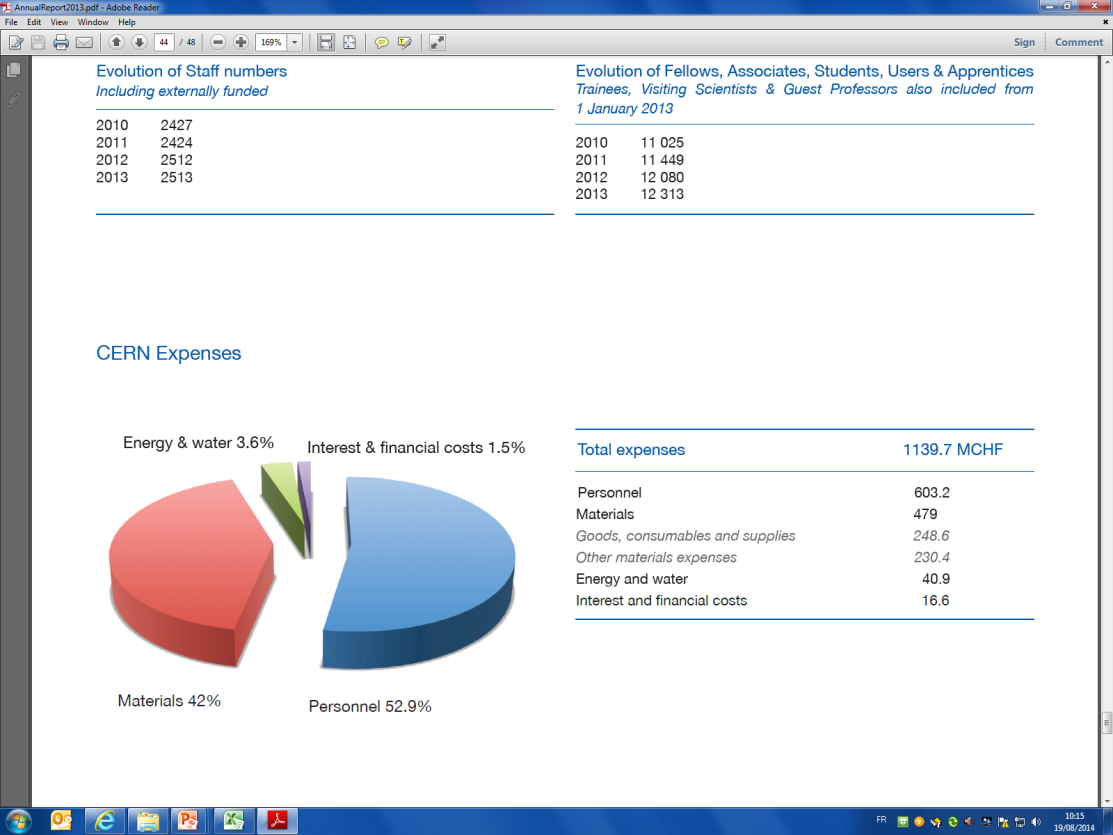 AnnualReport2013.pdf - Adobe Reader
File Edit View Window Help
44 / 48 169% Sign Comment
Evolution of Staff numbers
Including externally funded
2010 2427
2011 2424
2012 2512
2013 2513
Evolution of Fellows, Associates, Students, Users & Apprentices
Trainees, Visiting Scientists & Guest Professors also included from
1 January 2013
2010 11 025
2011 11 449
2012 12 080
2013 12 313
CERN Expenses
Energy & water 3.6%
Interest & financial costs 1.5%
Materials 42%
Personnel 52.9%
Total expenses 1139.7 MCHF
Personnel 603.2
Materials 479
Goods, consumables and supplies 248.6
Other materials expenses 230.4
Energy and water 40.9
Interest and financial costs 16.6
FR
10:15
19/08/2014